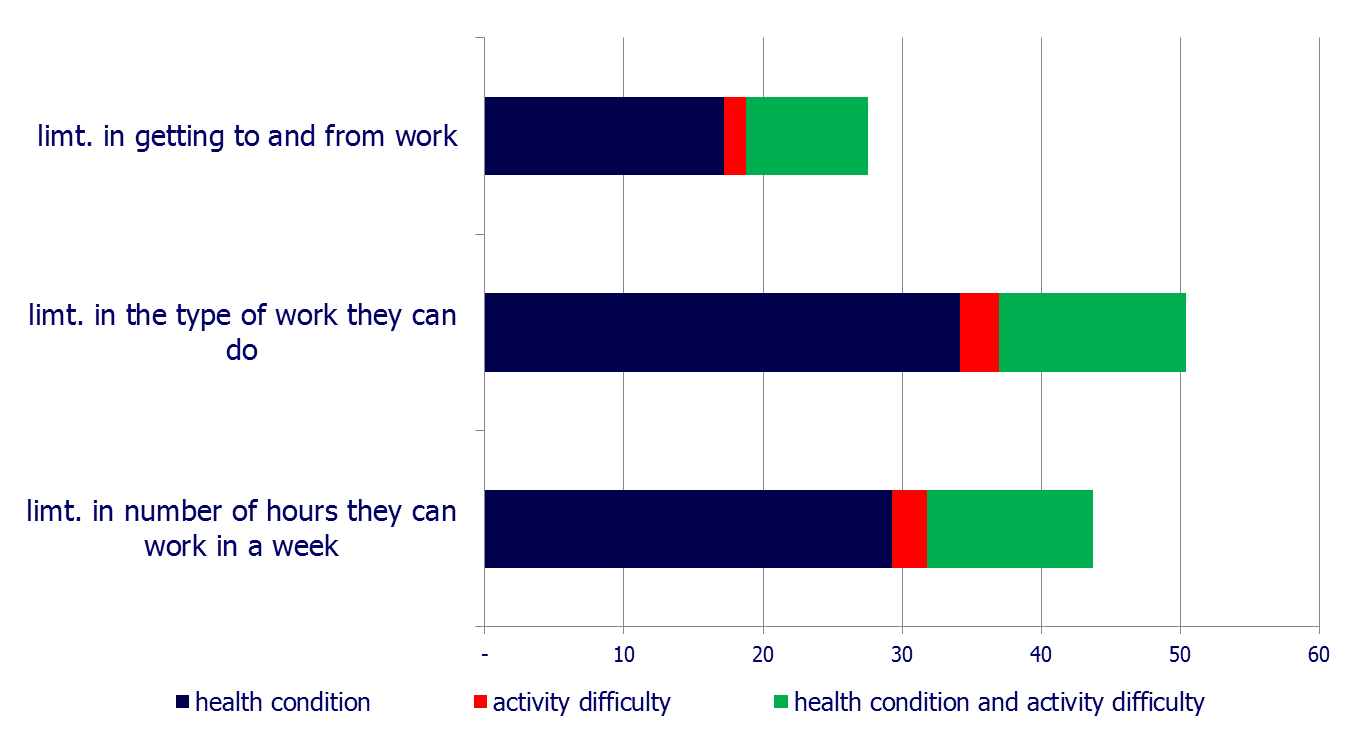 limt. in getting to and from work
limt. in the type of work they can
do
limt. in number of hours they can
work in a week
- 10 20 30 40 50 60
health condition activity difficulty health condition and activity difficulty